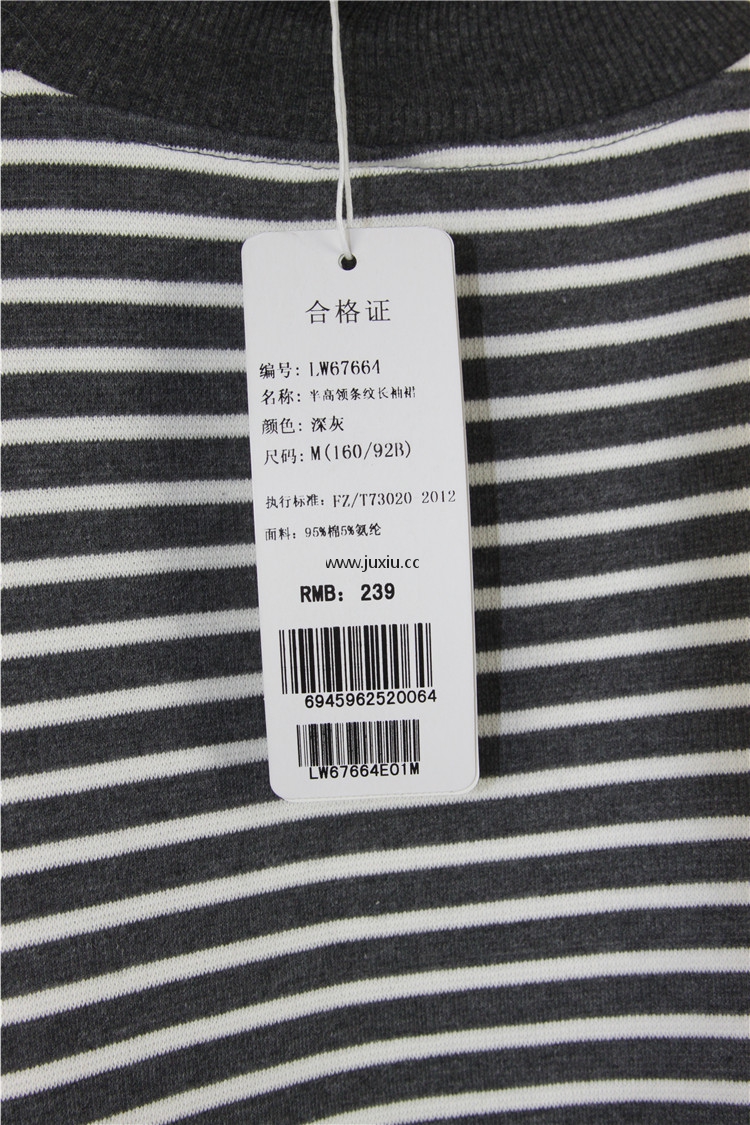 合格证
编号: LW67664
名称: 半高领条纹长袖裙
颜色: 深灰
尺码: M(160/92B)
执行标准: FZ/T73020 2012
面料: 95%棉5%氨纶
www.juxiu.cc
RMB: 239
6945962520064
LW67664E01M